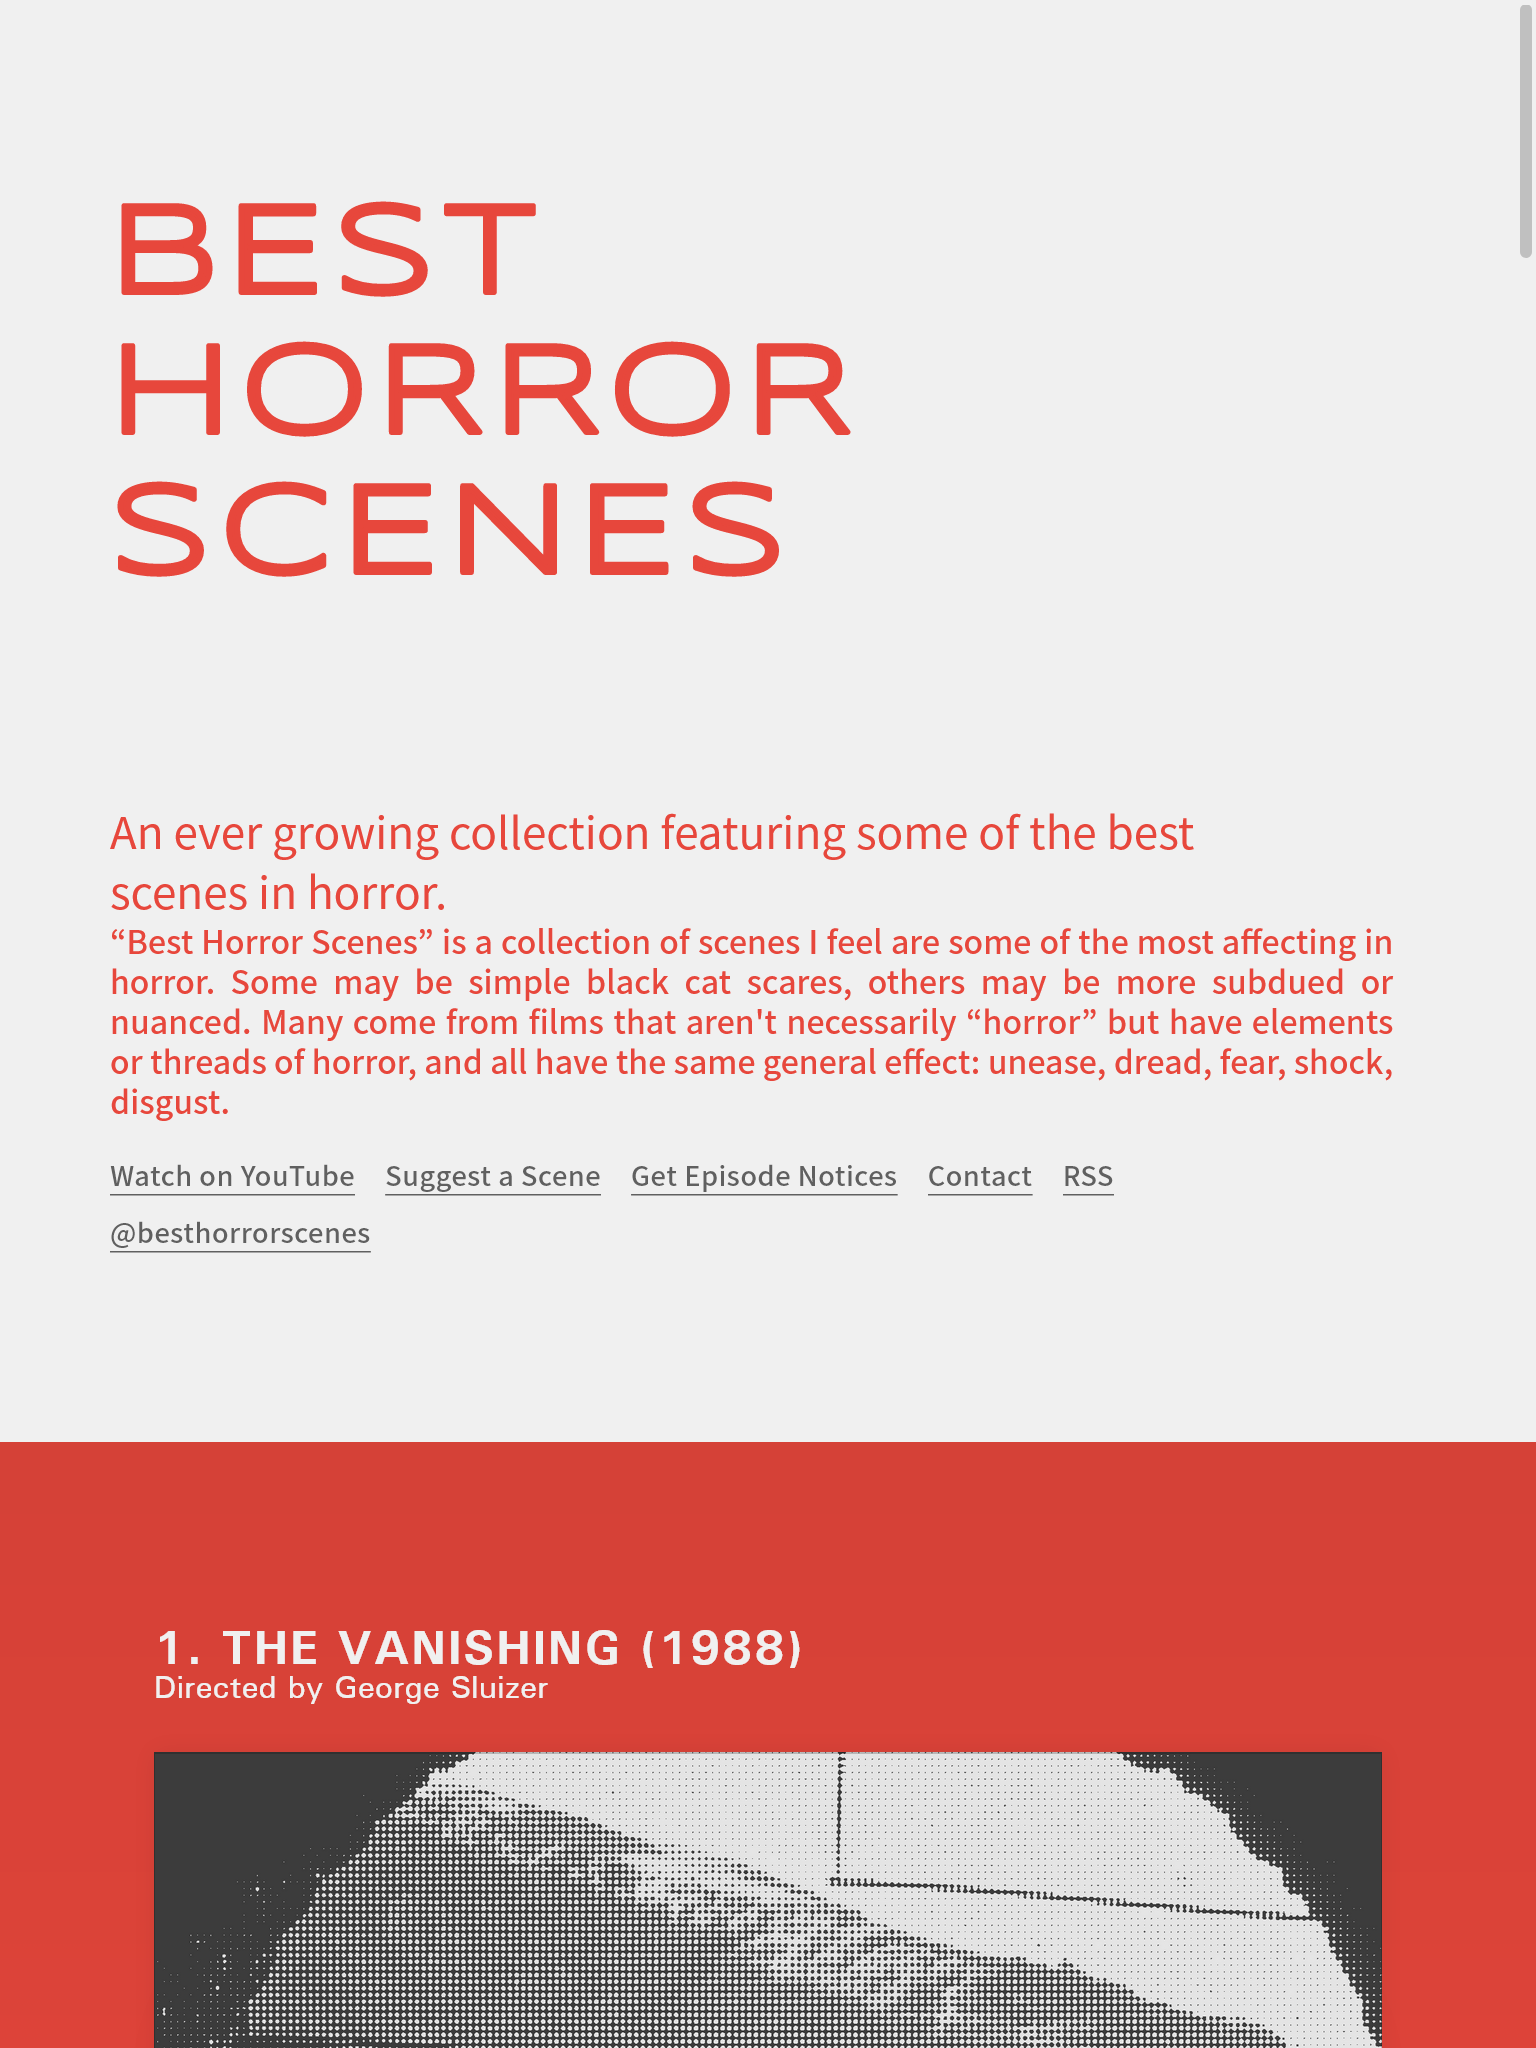 BEST
HORROR
SCENES
An ever growing collection featuring some of the best
scenes in horror.
“Best Horror Scenes” is a collection of scenes I feel are some of the most affecting in
horror. Some may be simple black cat scares, others may be more subdued or
nuanced. Many come from films that aren't necessarily “horror” but have elements
or threads of horror, and all have the same general effect: unease, dread, fear, shock,
disgust.
Watch on YouTube Suggest a Scene Get Episode Notices Contact RSS
@besthorrorscenes
1. THE VANISHING (1988)
Directed by George Sluizer